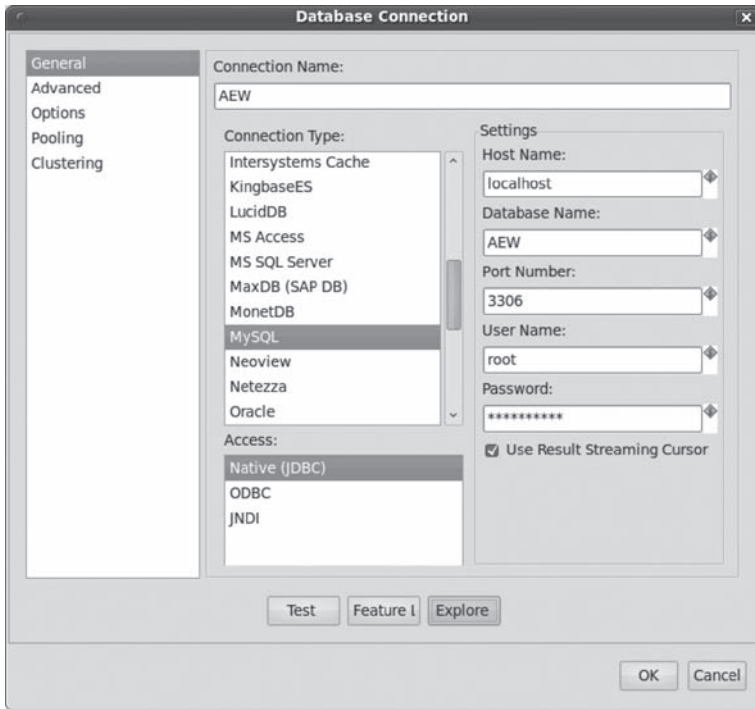 Database Connection
General
Advanced
Options
Pooling
Clustering
Connection Name:
AEW
Connection Type:
Intersystems Cache
KingbaseES
LucidDB
MS Access
MS SQL Server
MaxDB (SAP DB)
MonetDB
MySQL
Neoview
Netezza
Oracle
Access:
Native (JDBC)
ODBC
JNDI
Settings
Host Name:
localhost
Database Name:
AEW
Port Number:
3306
User Name:
root
Password:
**********
Use Result Streaming Cursor
Test
Feature L
Explore
OK
Cancel